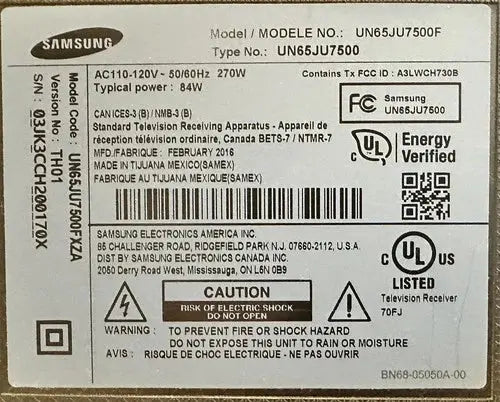 SAMSUNG
Model / MODELE NO.: UN65JU7500F
Type No.: UN65JU7500
AC110-120V~ 50/60Hz 270W
Typical power : 84W
Contains Tx FCC ID : A3LWCH730B
FC Samsung
UN65JU7500
CAN ICES-3 (B) / NMB-3 (B)
Standard Television Receiving Apparatus - Appareil de
réception télévision ordinaire, Canada BETS-7 / NTMR-7
MFD/FABRIQUE : FEBRUARY 2016
MADE IN TIJUANA MEXICO(SAMEX)
FABRIQUE AU TIJUANA MEXIQUE(SAMEX)
c UL Energy
Verified
SAMSUNG ELECTRONICS AMERICA INC.
85 CHALLENGER ROAD, RIDGEFIELD PARK N.J. 07660-2112, U.S.A.
DIST BY SAMSUNG ELECTRONICS CANADA INC.
2050 Derry Road West, Mississauga, ON L5N 0B9
c UL US
LISTED
Television Receiver
70FJ
CAUTION
RISK OF ELECTRIC SHOCK
DO NOT OPEN
WARNING : TO PREVENT FIRE OR SHOCK HAZARD
DO NOT EXPOSE THIS UNIT TO RAIN OR MOISTURE
AVIS : RISQUE DE CHOC ELECTRIQUE - NE PAS OUVRIR
BN68-05050A-00
Model Code : UN65JU7500FXZA
Version No : TH01
S/N : 03JK3CCH200170X